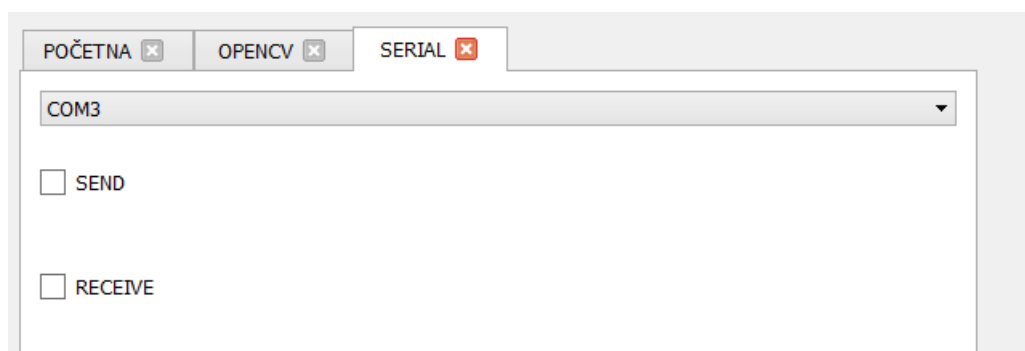 POČETNA OPENCV SERIAL
COM3
SEND
RECEIVE